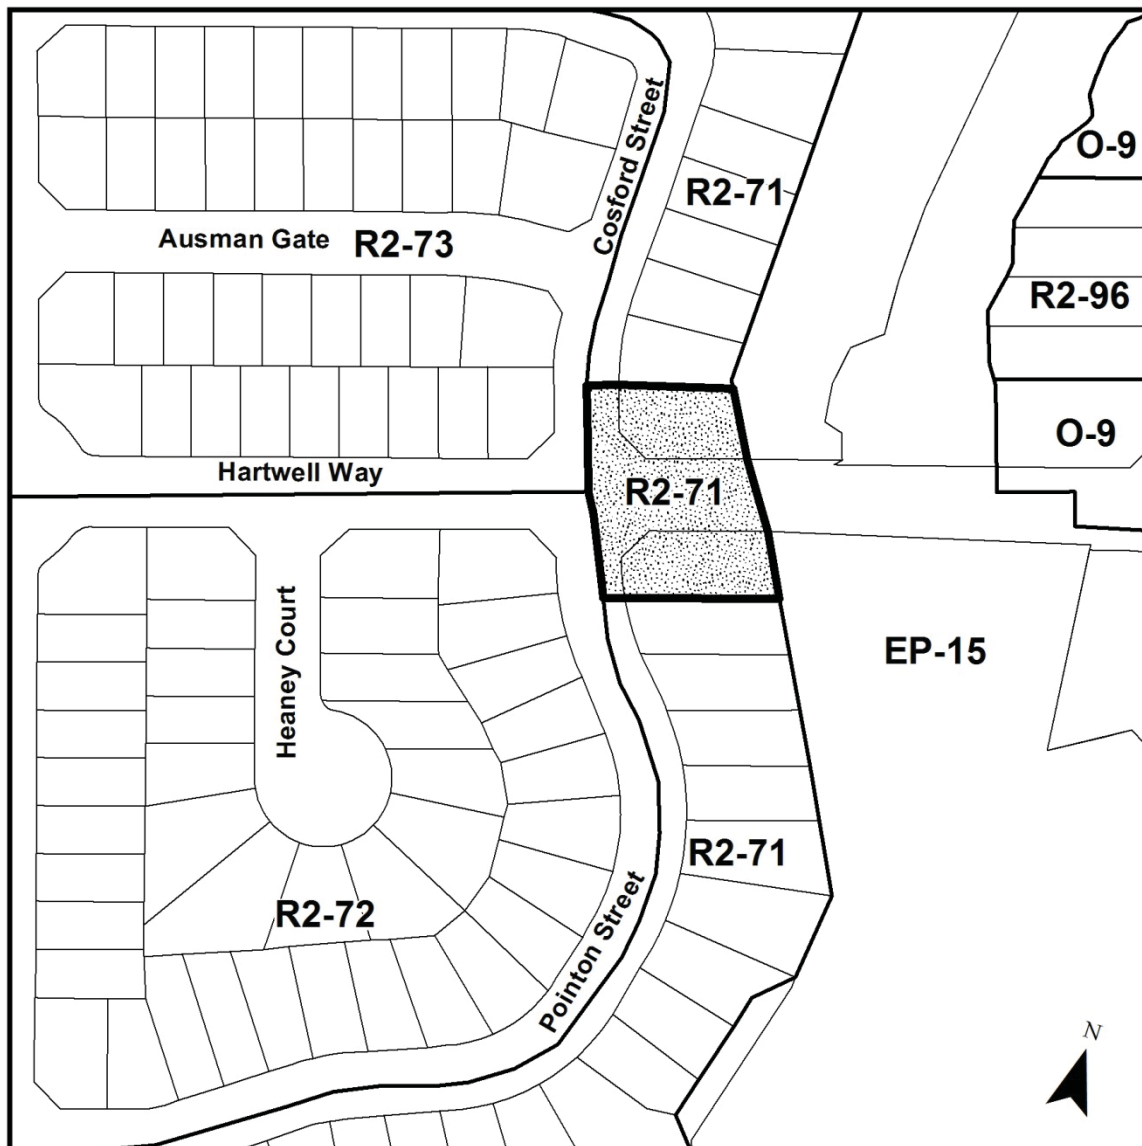 O-9
Cosford Street
R2-71
Ausman Gate
R2-73
R2-96
O-9
Hartwell Way
R2-71
Heaney Court
EP-15
R2-71
R2-72
Pointon Street
N